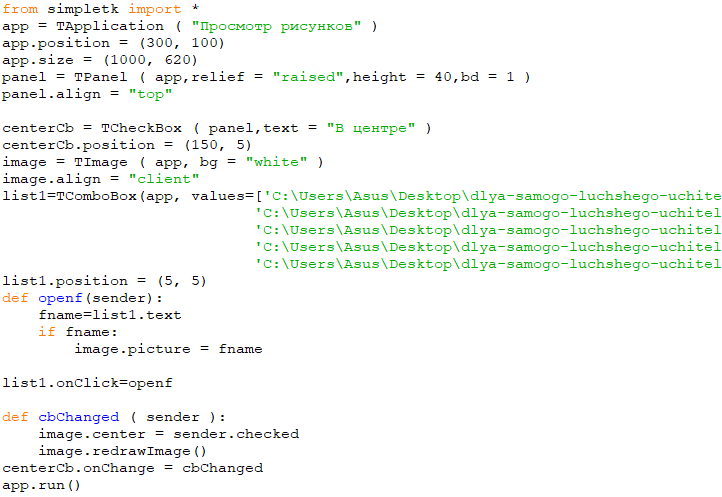 from simpletk import *
app = TApplication ( "Просмотр рисунков" )
app.position = (300, 100)
app.size = (1000, 620)
panel = TPanel ( app,relief = "raised",height = 40,bd = 1 )
panel.align = "top"

centerCb = TCheckBox ( panel,text = "В центре" )
centerCb.position = (150, 5)
image = TImage ( app, bg = "white" )
image.align = "client"
list1=TComboBox(app, values=['C:\Users\Asus\Desktop\dlya-samogo-luchshego-uchite
                            'C:\Users\Asus\Desktop\dlya-samogo-luchshego-uchitel
                            'C:\Users\Asus\Desktop\dlya-samogo-luchshego-uchitel
                            'C:\Users\Asus\Desktop\dlya-samogo-luchshego-uchitel
                            'C:\Users\Asus\Desktop\dlya-samogo-luchshego-uchitel
list1.position = (5, 5)
def openf(sender):
    fname=list1.text
    if fname:
        image.picture = fname

list1.onClick=openf

def cbChanged ( sender ):
    image.center = sender.checked
    image.redrawImage()
centerCb.onChange = cbChanged
app.run()